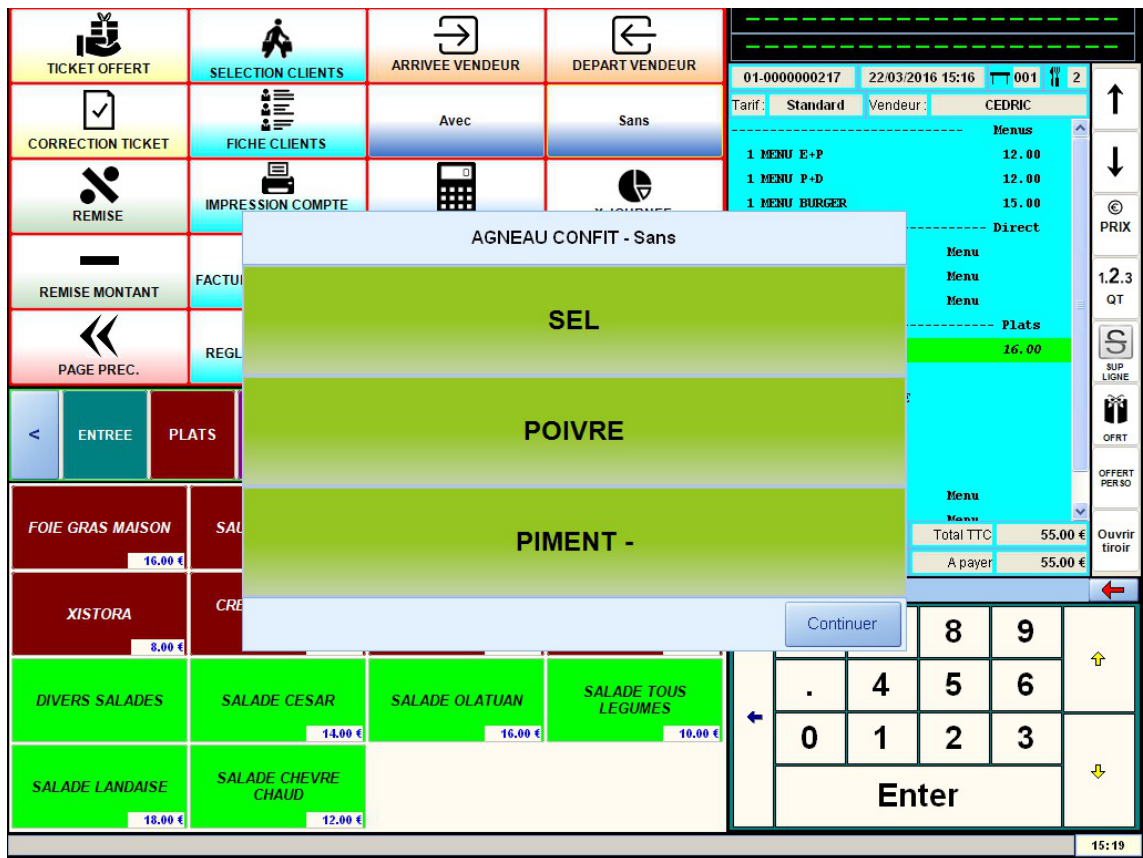 TICKET OFFERT
SELECTION CLIENTS
ARRIVEE VENDEUR
DEPART VENDEUR
CORRECTION TICKET
FICHE CLIENTS
Avec
Sans
REMISE
IMPRESSION COMPTE
REMISE MONTANT
PAGE PREC.
01-0000000217 22/03/2016 15:16 001 2
Tarif : Standard Vendeur : CEDRIC
Menus
1 MENU E+P 12.00
1 MENU P+D 12.00
1 MENU BURGER 15.00
Direct
Menu
Menu
Menu
Plats
16.00
Menu
Menu
Total TTC 55.00 €
A payer 55.00 €
€
PRIX
1.2.3
QT
S
SUP
LIGNE
OFRT
OFFERT
PERSO
Ouvrir
tiroir
AGNEAU CONFIT - Sans
SEL
POIVRE
PIMENT -
Continuer
< ENTREE PLATS
FOIE GRAS MAISON
16.00 €
XISTORA
8.00 €
DIVERS SALADES
SALADE CESAR
14.00 €
SALADE OLATUAN
16.00 €
SALADE TOUS
LEGUMES
10.00 €
SALADE LANDAISE
18.00 €
SALADE CHEVRE
CHAUD
12.00 €
8 9
. 4 5 6
0 1 2 3
Enter
15:19